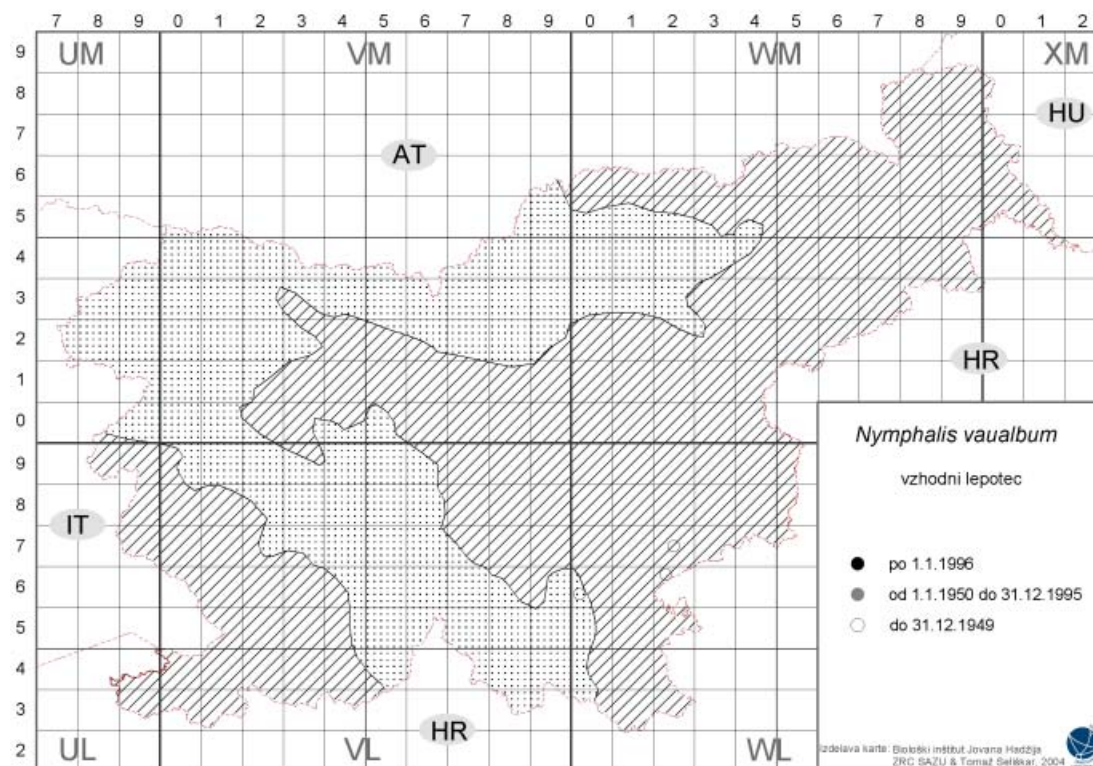 7 8 9 0 1 2 3 4 5 6 7 8 9 0 1 2 3 4 5 6 7 8 9 0 1 2
UM VM WM XM
9
8
7
6
5
4
3
2
1
0
9
8
7
6
5
4
3
2
HU
AT
HR
IT
HR
UL VL WL
Nymphalis vaualbum
vzhodni lepotec
po 1.1.1996
od 1.1.1950 do 31.12.1995
do 31.12.1949
Izdelava karte: Biološki inštitut Jovana Hadžija
ZRC SAZU & Tomaž Seliškar, 2004